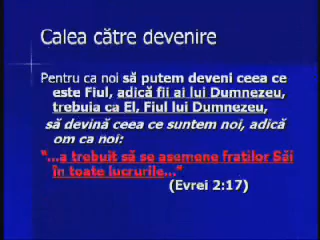 Calea către devenire
Pentru ca noi să putem deveni ceea ce
este Fiul, adică fii ai lui Dumnezeu,
trebuia ca El, Fiul lui Dumnezeu,
să devină ceea ce suntem noi, adică
om ca noi:
“...a trebuit să se asemene fraţilor Săi
în toate lucrurile...”
(Evrei 2:17)